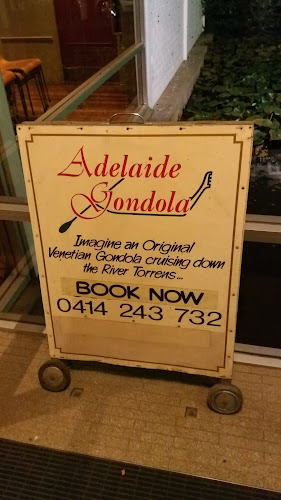 Adelaide
Gondola
Imagine an Original
Venetian Gondola cruising down
the River Torrens...
BOOK NOW
0414 243 732